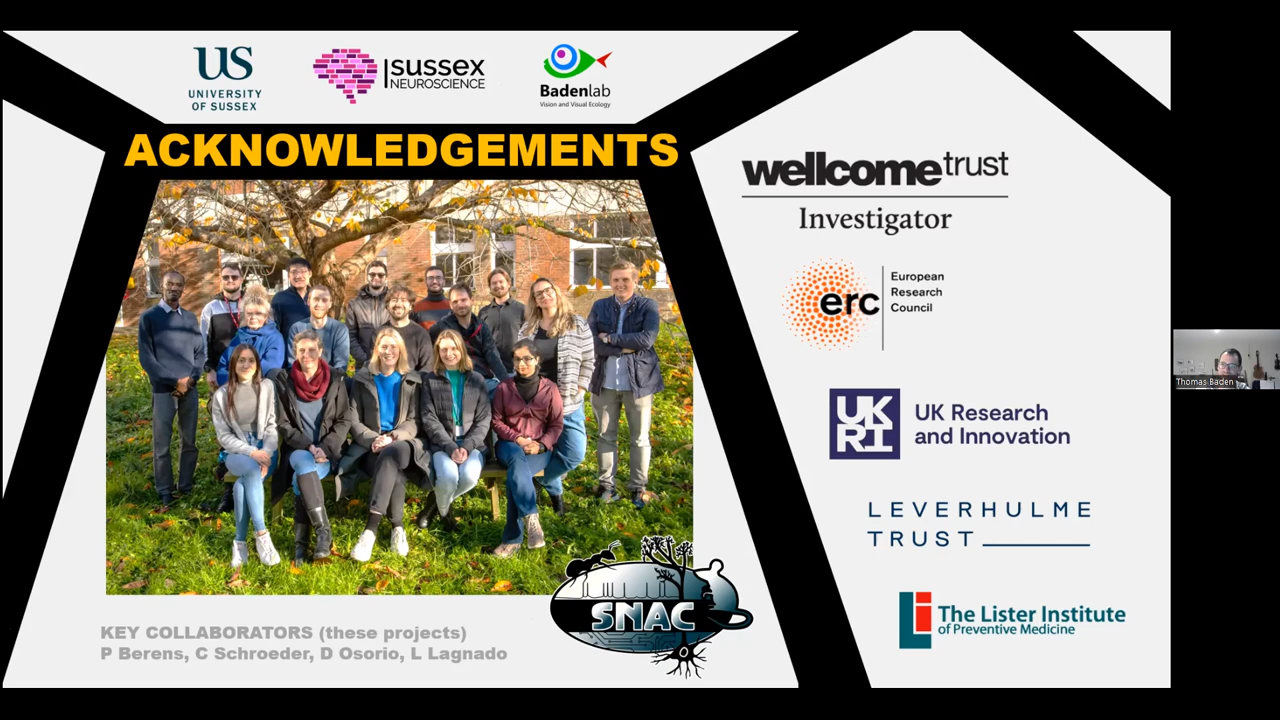 US
UNIVERSITY
OF SUSSEX
sussex
NEUROSCIENCE
Badenlab
Vision and Visual Ecology
ACKNOWLEDGEMENTS
wellcometrust
Investigator
erc
European
Research
Council
Thomas Baden
UK
RI
UK Research
and Innovation
LEVERHULME
TRUST
Li
The Lister Institute
of Preventive Medicine
SNAC
KEY COLLABORATORS (these projects)
P Berens, C Schroeder, D Osorio, L Lagnado